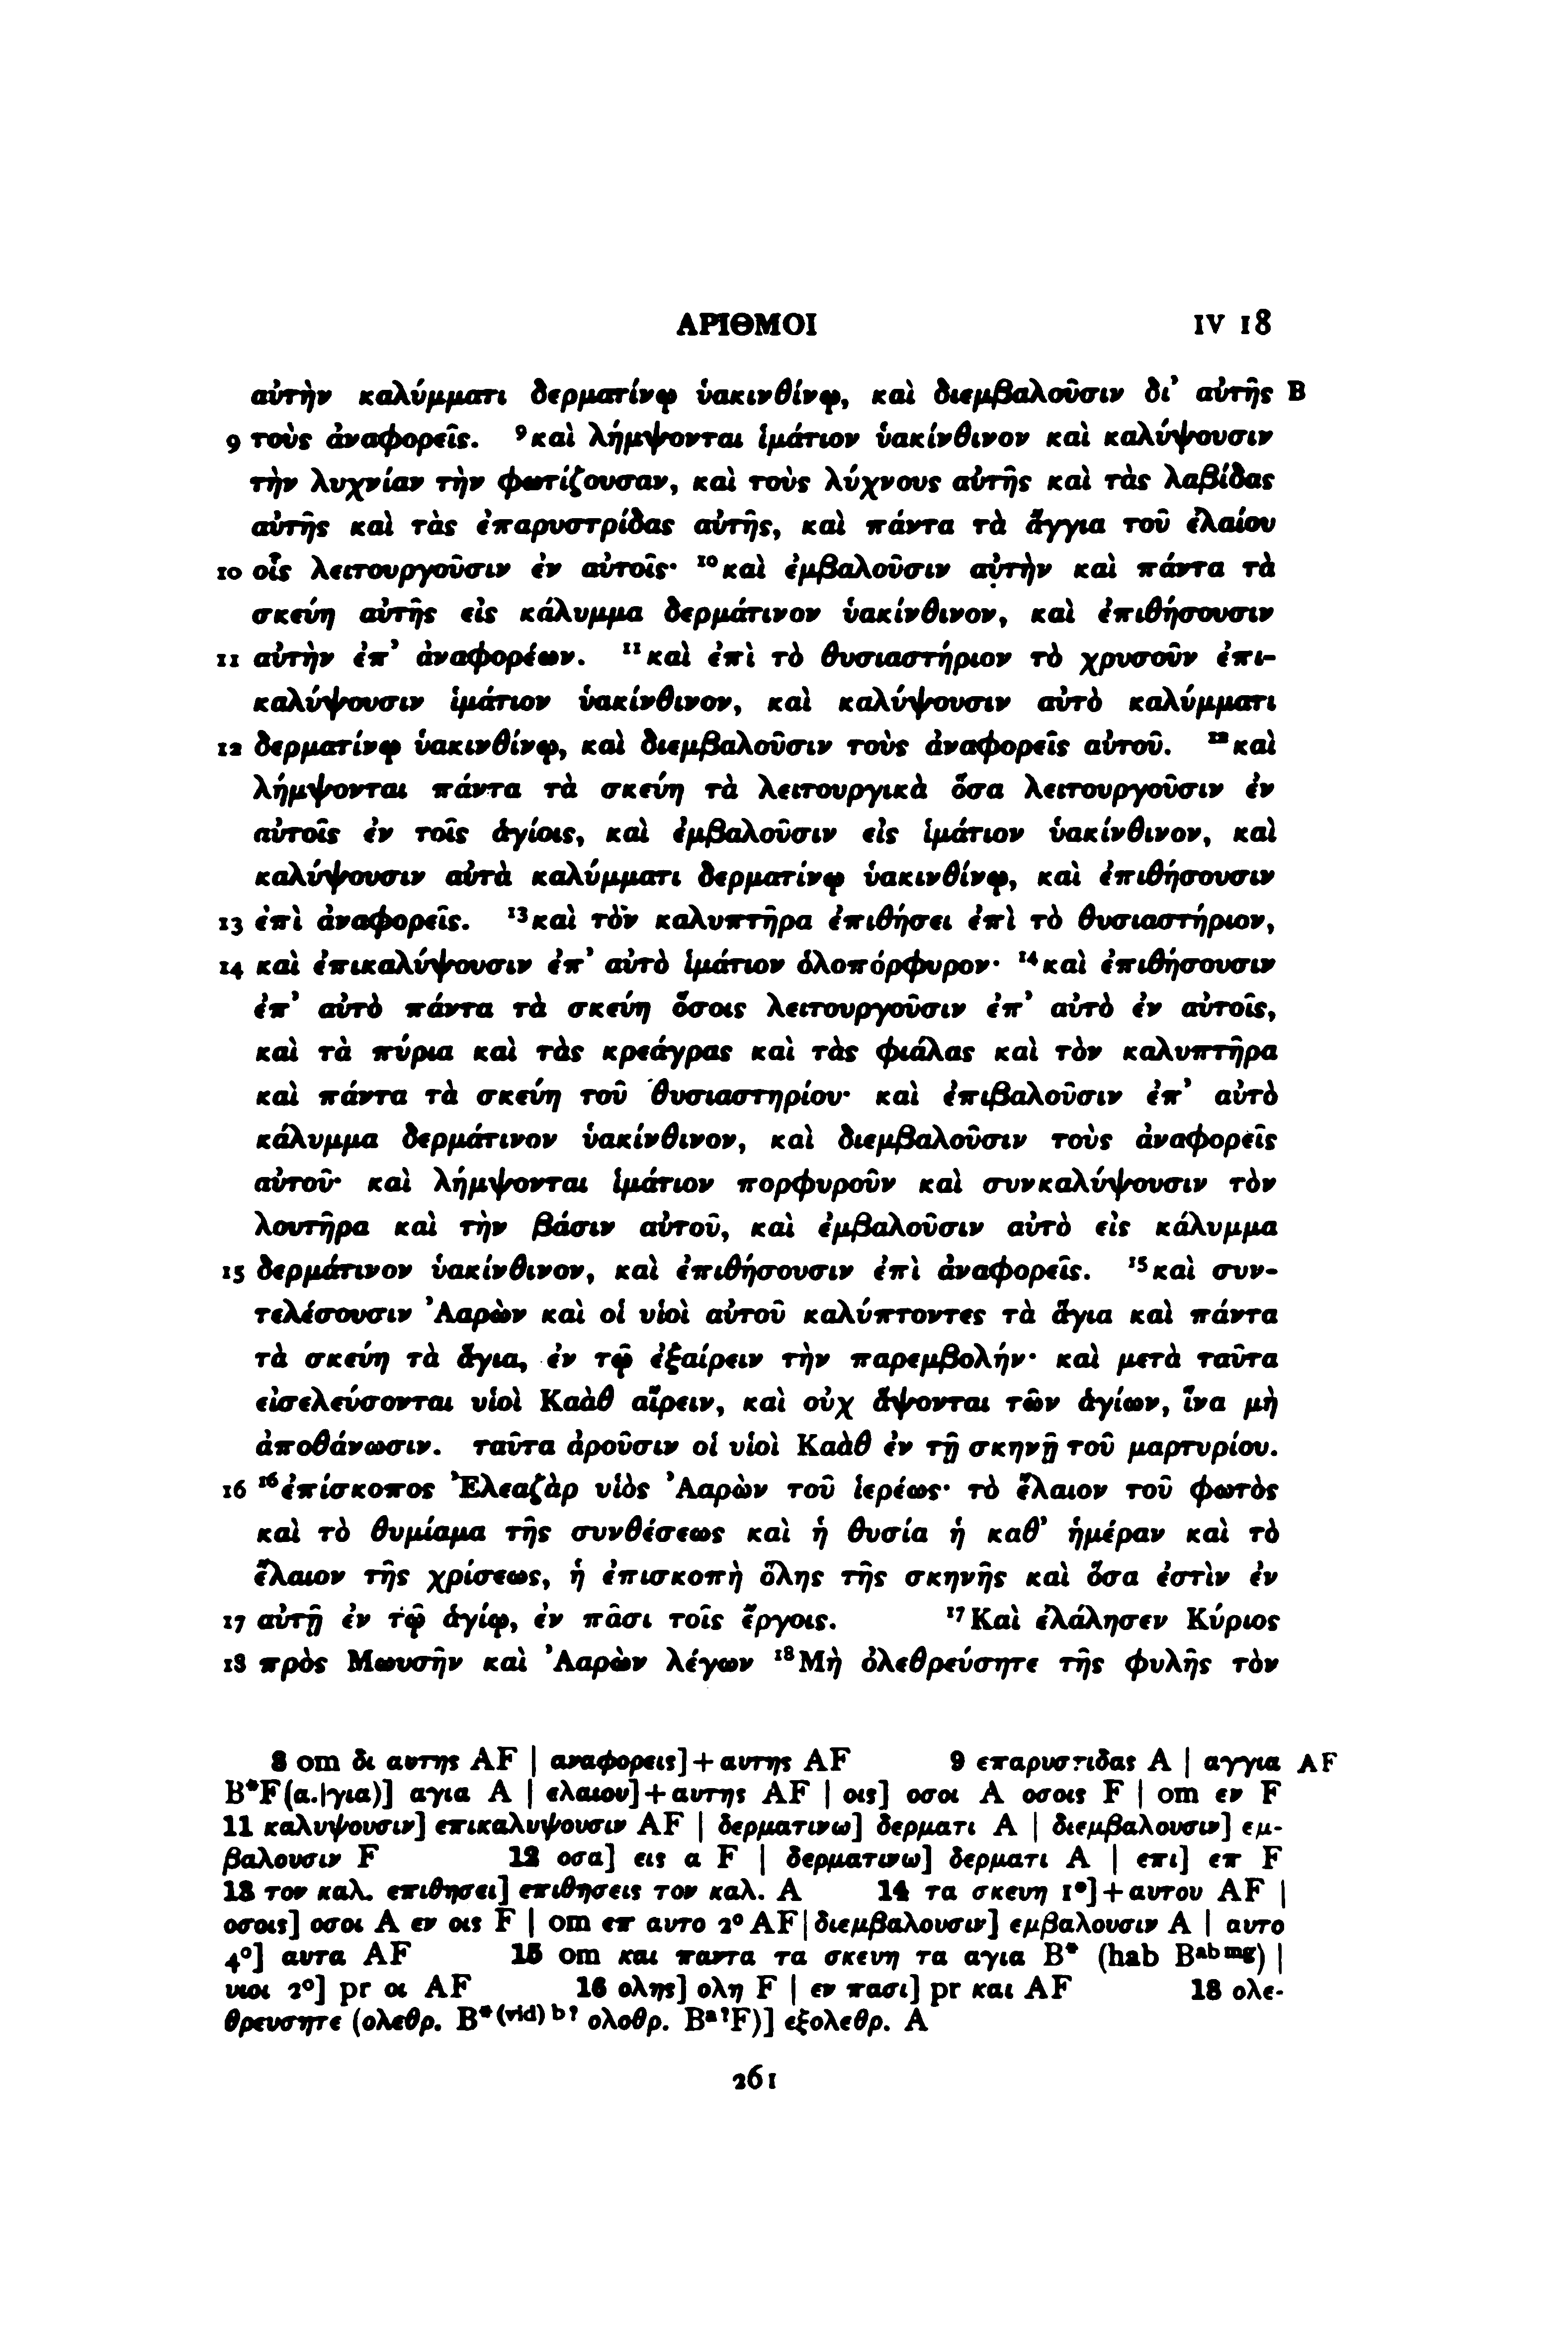 ΑΡΙΘΜΟΙ IV 18
αὐτὴν καλύμματι δερματίνῳ ὑακινθίνῳ, καὶ διεμβαλοῦσιν δι᾽ αὐτῆς B
9 τοὺς ἀναφορεῖς. ⁹καὶ λήμψονται ἱμάτιον ὑακίνθινον καὶ καλύψουσιν
τὴν λυχνίαν τὴν φωτίζουσαν, καὶ τοὺς λύχνους αὐτῆς καὶ τὰς λαβίδας
αὐτῆς καὶ τὰς ἐπαρυστρίδας αὐτῆς, καὶ πάντα τὰ ἄγγια τοῦ ἐλαίου
10 οἷς λειτουργοῦσιν ἐν αὐτοῖς· ¹⁰καὶ ἐμβαλοῦσιν αὐτὴν καὶ πάντα τὰ
σκεύη αὐτῆς εἰς κάλυμμα δερμάτινον ὑακίνθινον, καὶ ἐπιθήσουσιν
11 αὐτὴν ἐπ᾽ ἀναφορέων. ¹¹καὶ ἐπὶ τὸ θυσιαστήριον τὸ χρυσοῦν ἐπι-
καλύψουσιν ἱμάτιον ὑακίνθινον, καὶ καλύψουσιν αὐτὸ καλύμματι
12 δερματίνῳ ὑακινθίνῳ, καὶ διεμβαλοῦσιν τοὺς ἀναφορεῖς αὐτοῦ. ¹²καὶ
λήμψονται πάντα τὰ σκεύη τὰ λειτουργικὰ ὅσα λειτουργοῦσιν ἐν
αὐτοῖς ἐν τοῖς ἁγίοις, καὶ ἐμβαλοῦσιν εἰς ἱμάτιον ὑακίνθινον, καὶ
καλύψουσιν αὐτὰ καλύμματι δερματίνῳ ὑακινθίνῳ, καὶ ἐπιθήσουσιν
13 ἐπὶ ἀναφορεῖς. ¹³καὶ τὸν καλυπτῆρα ἐπιθήσει ἐπὶ τὸ θυσιαστήριον,
14 καὶ ἐπικαλύψουσιν ἐπ᾽ αὐτὸ ἱμάτιον ὁλοπόρφυρον· ¹⁴καὶ ἐπιθήσουσιν
ἐπ᾽ αὐτὸ πάντα τὰ σκεύη ὅσοις λειτουργοῦσιν ἐπ᾽ αὐτὸ ἐν αὐτοῖς,
καὶ τὰ πύρια καὶ τὰς κρεάγρας καὶ τὰς φιάλας καὶ τὸν καλυπτῆρα
καὶ πάντα τὰ σκεύη τοῦ θυσιαστηρίου· καὶ ἐπιβαλοῦσιν ἐπ᾽ αὐτὸ
κάλυμμα δερμάτινον ὑακίνθινον, καὶ διεμβαλοῦσιν τοὺς ἀναφορεῖς
αὐτοῦ· καὶ λήμψονται ἱμάτιον πορφυροῦν καὶ συνκαλύψουσιν τὸν
λουτῆρα καὶ τὴν βάσιν αὐτοῦ, καὶ ἐμβαλοῦσιν αὐτὸ εἰς κάλυμμα
15 δερμάτινον ὑακίνθινον, καὶ ἐπιθήσουσιν ἐπὶ ἀναφορεῖς. ¹⁵καὶ συν-
τελέσουσιν Ἀαρὼν καὶ οἱ υἱοὶ αὐτοῦ καλύπτοντες τὰ ἅγια καὶ πάντα
τὰ σκεύη τὰ ἅγια, ἐν τῷ ἐξαίρειν τὴν παρεμβολήν· καὶ μετὰ ταῦτα
εἰσελεύσονται υἱοὶ Καὰθ αἴρειν, καὶ οὐχ ἅψονται τῶν ἁγίων, ἵνα μὴ
ἀποθάνωσιν. ταῦτα ἀροῦσιν οἱ υἱοὶ Καὰθ ἐν τῇ σκηνῇ τοῦ μαρτυρίου.
16 ¹⁶ἐπίσκοπος Ἐλεαζὰρ υἱὸς Ἀαρὼν τοῦ ἱερέως· τὸ ἔλαιον τοῦ φωτὸς
καὶ τὸ θυμίαμα τῆς συνθέσεως καὶ ἡ θυσία ἡ καθ᾽ ἡμέραν καὶ τὸ
ἔλαιον τῆς χρίσεως, ἡ ἐπισκοπὴ ὅλης τῆς σκηνῆς καὶ ὅσα ἐστὶν ἐν
17 αὐτῇ ἐν τῷ ἁγίῳ, ἐν πᾶσι τοῖς ἔργοις. ¹⁷Καὶ ἐλάλησεν Κύριος
18 πρὸς Μωυσῆν καὶ Ἀαρὼν λέγων ¹⁸Μὴ ὀλεθρεύσητε τῆς φυλῆς τὸν
8 om δι αυτης AF | αναφορεις]+αυτης AF 9 επαρυστιδας A | αγγια AF
B*F(α.|για)] αγια A | ελαιου]+αυτης AF | οις] οσοι A οσοις F | om εν F
11 καλυψουσιν] επικαλυψουσιν AF | δερματινω] δερματι A | διεμβαλουσιν] εμ-
βαλουσιν F 12 οσα] εις α F | δερματινω] δερματι A | επι] επ F
13 τον καλ. επιθησει] επιθησεις τον καλ. A 14 τα σκευη 1°]+αυτου AF |
οσοις] οσοι A εν οις F | om επ αυτο 2° AF | διεμβαλουσιν] εμβαλουσιν A | αυτο
4°] αυτα AF 15 om και παντα τα σκευη τα αγια B* (hab Bᵃᵇᵐᵍ) |
υιοι 2°] pr οι AF 16 ολης] ολη F | εν πασι] pr και AF 18 ολε-
θρευσητε (ολεθρ. B*⁽ᵛⁱᵈ⁾ ᵇ? ολοθρ. Bᵃ?F)] εξολεθρ. A
261